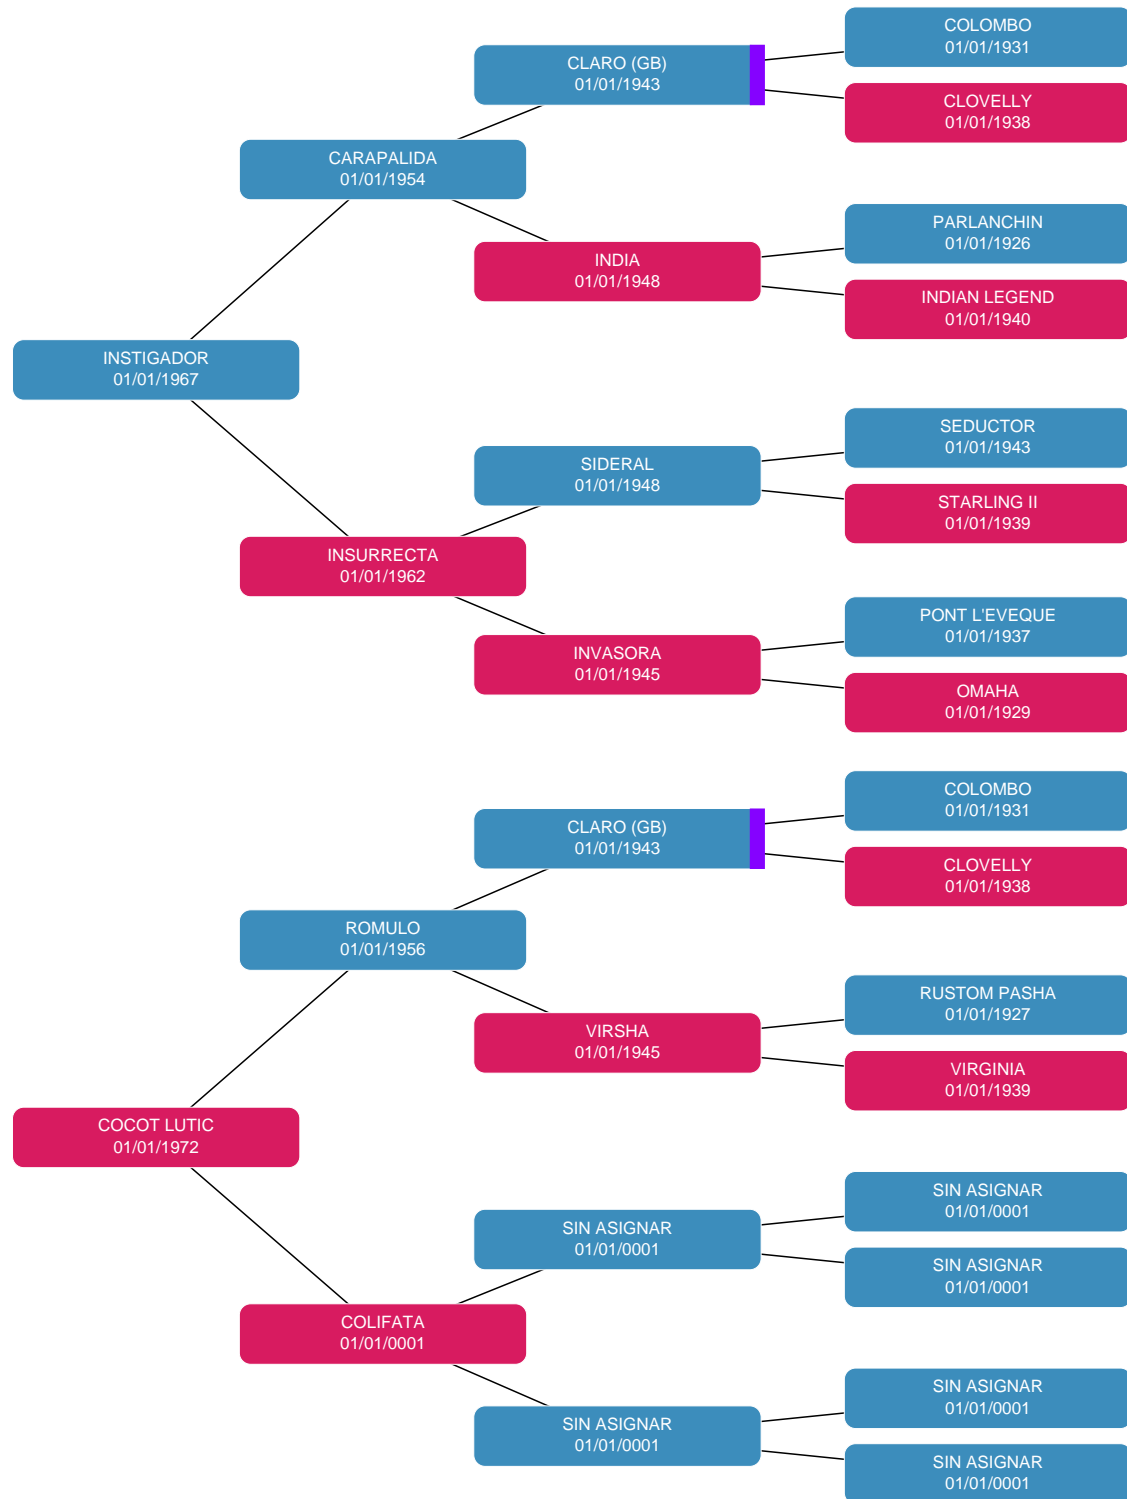 COLOMBO
01/01/1931
CLARO (GB)
01/01/1943
CLOVELLY
01/01/1938
CARAPALIDA
01/01/1954
PARLANCHIN
01/01/1926
INDIA
01/01/1948
INDIAN LEGEND
01/01/1940
INSTIGADOR
01/01/1967
SEDUCTOR
01/01/1943
SIDERAL
01/01/1948
STARLING II
01/01/1939
INSURRECTA
01/01/1962
PONT L'EVEQUE
01/01/1937
INVASORA
01/01/1945
OMAHA
01/01/1929
COLOMBO
01/01/1931
CLARO (GB)
01/01/1943
CLOVELLY
01/01/1938
ROMULO
01/01/1956
RUSTOM PASHA
01/01/1927
VIRSHA
01/01/1945
VIRGINIA
01/01/1939
COCOT LUTIC
01/01/1972
SIN ASIGNAR
01/01/0001
SIN ASIGNAR
01/01/0001
SIN ASIGNAR
01/01/0001
COLIFATA
01/01/0001
SIN ASIGNAR
01/01/0001
SIN ASIGNAR
01/01/0001
SIN ASIGNAR
01/01/0001